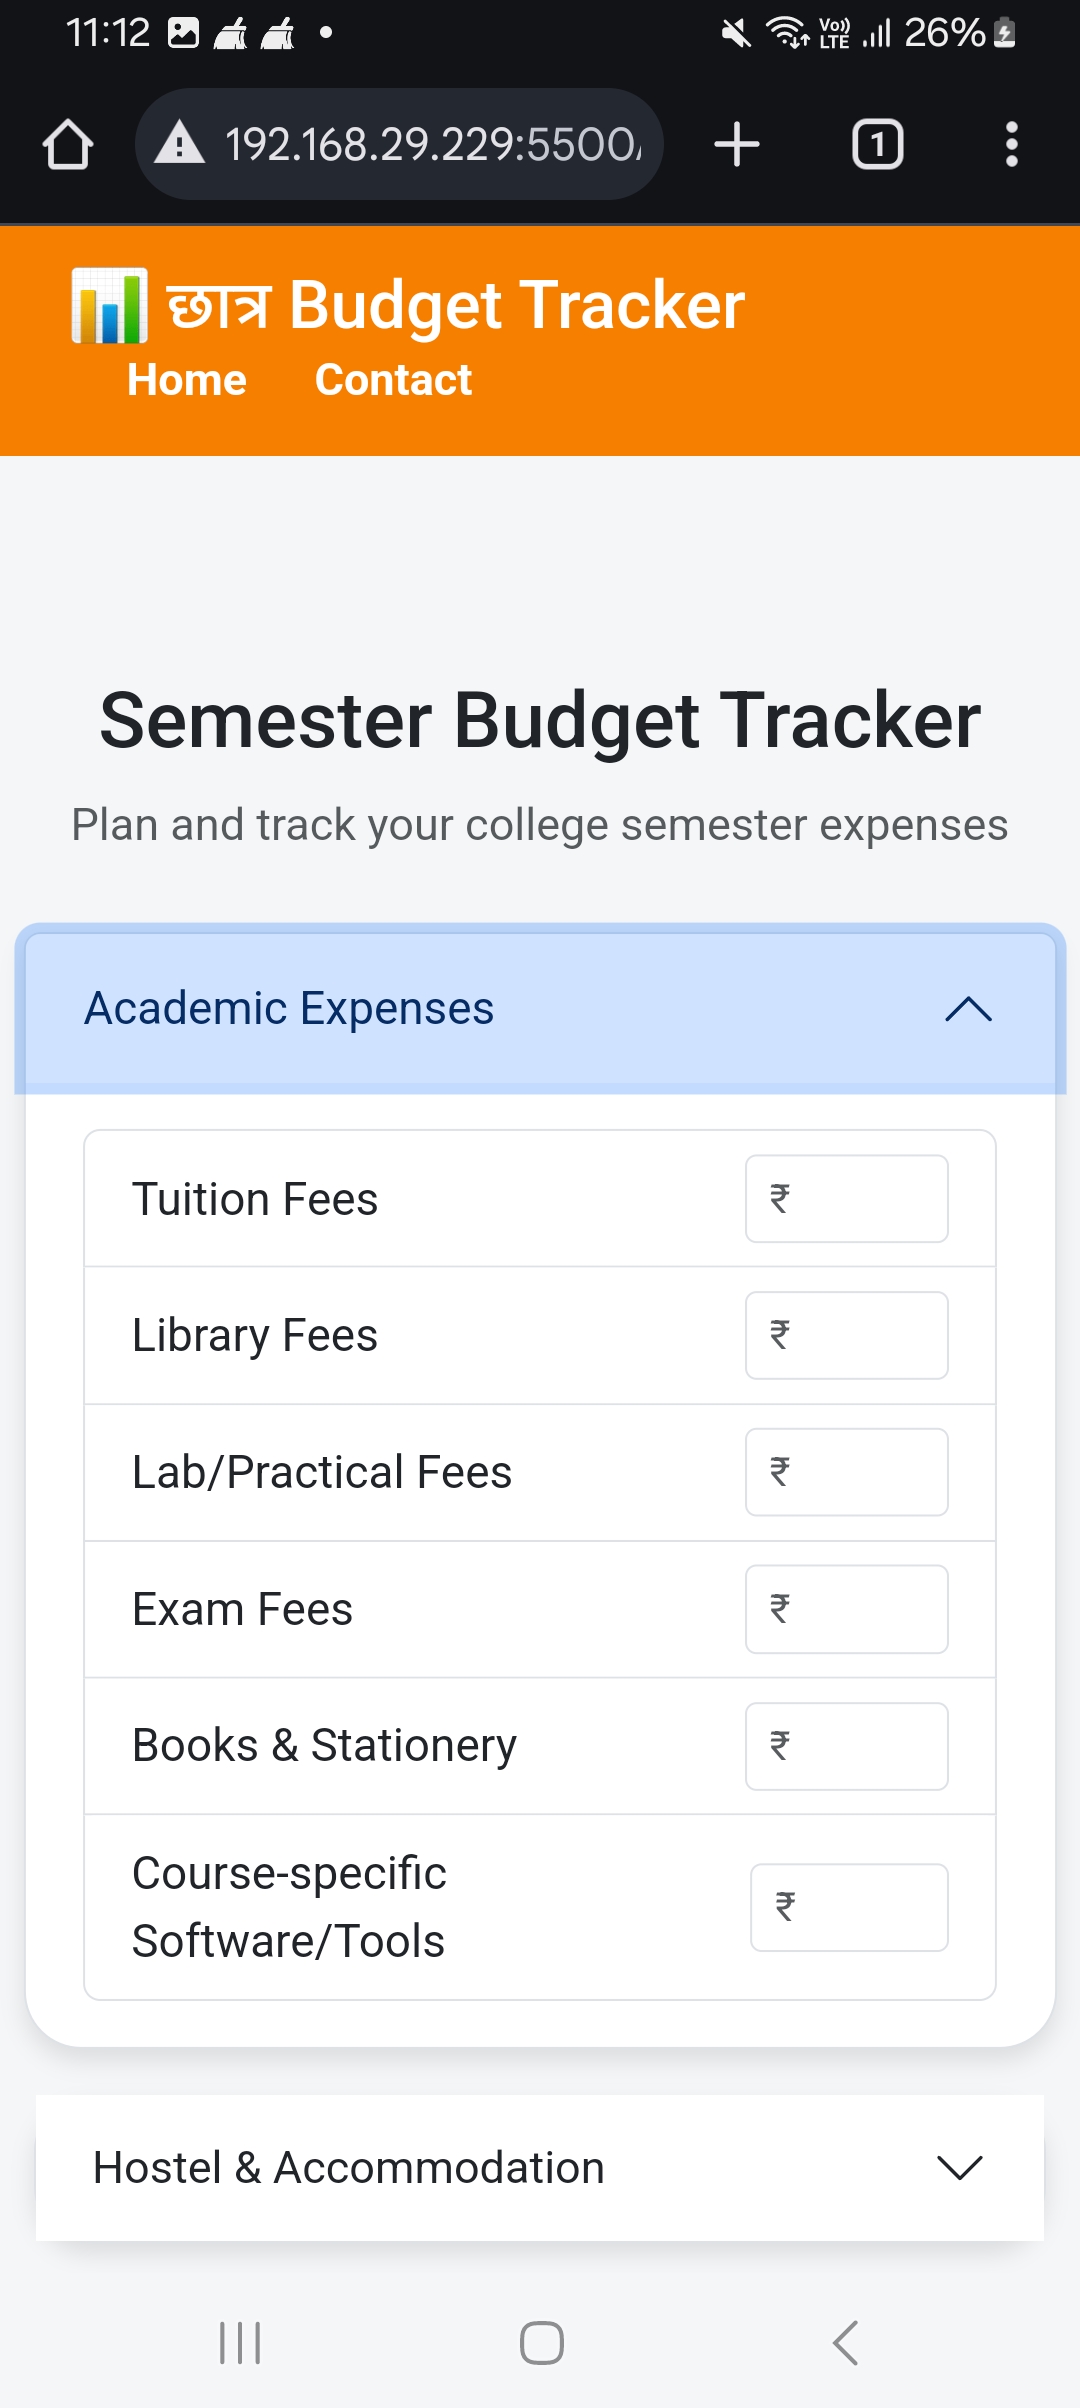 11:12
Vo))
LTE
26%
192.168.29.229:5500
1
छात्र Budget Tracker
Home Contact
Semester Budget Tracker
Plan and track your college semester expenses
Academic Expenses
Tuition Fees ₹
Library Fees ₹
Lab/Practical Fees ₹
Exam Fees ₹
Books & Stationery ₹
Course-specific
Software/Tools ₹
Hostel & Accommodation